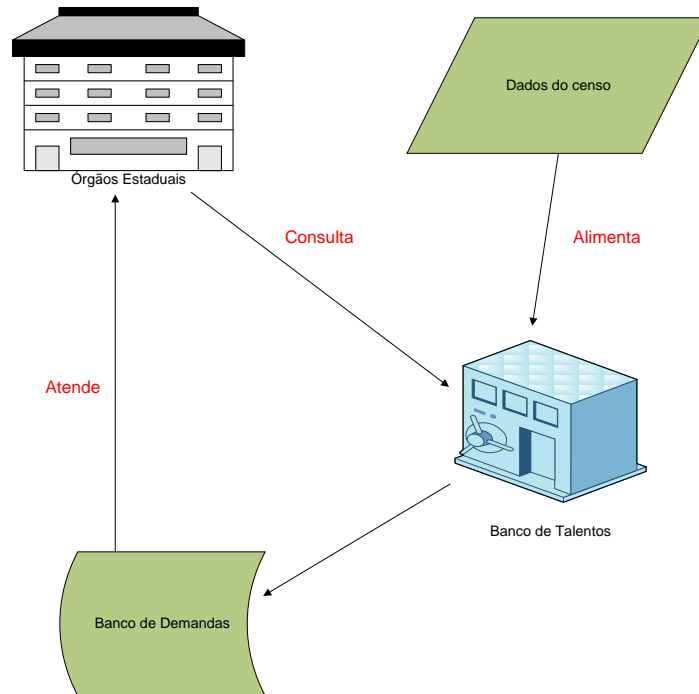 Dados do censo
Órgãos Estaduais
Consulta
Alimenta
Atende
Banco de Talentos
Banco de Demandas